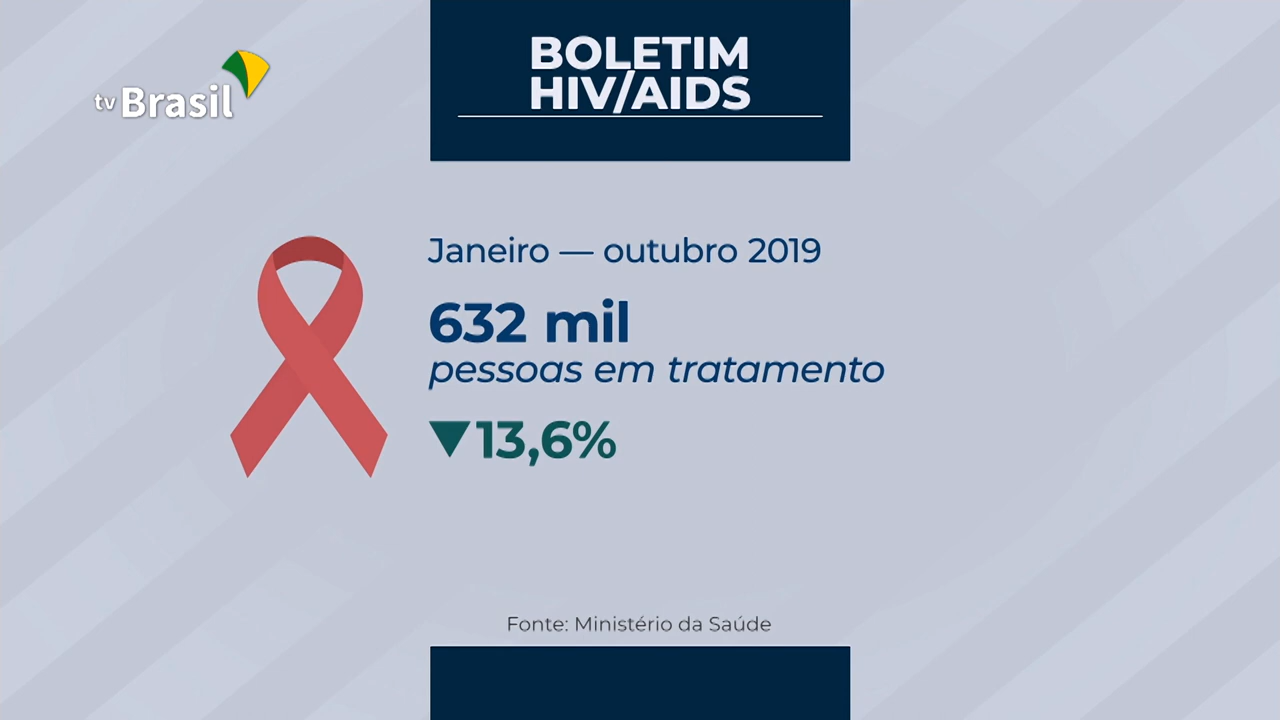 tv Brasil
BOLETIM
HIV/AIDS
Janeiro — outubro 2019
632 mil
pessoas em tratamento
▼13,6%
Fonte: Ministério da Saúde